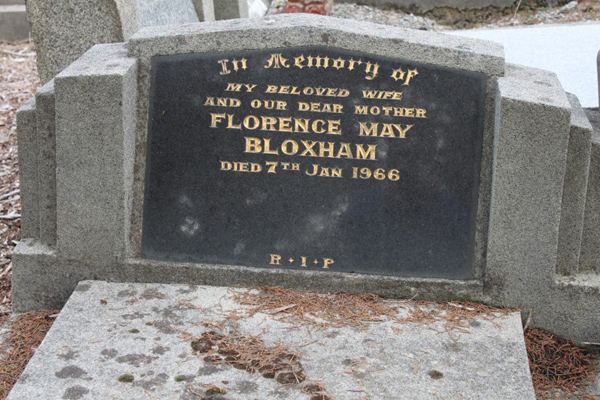 In Memory of
MY BELOVED WIFE
AND OUR DEAR MOTHER
FLORENCE MAY
BLOXHAM
DIED 7TH JAN 1966
R · I · P